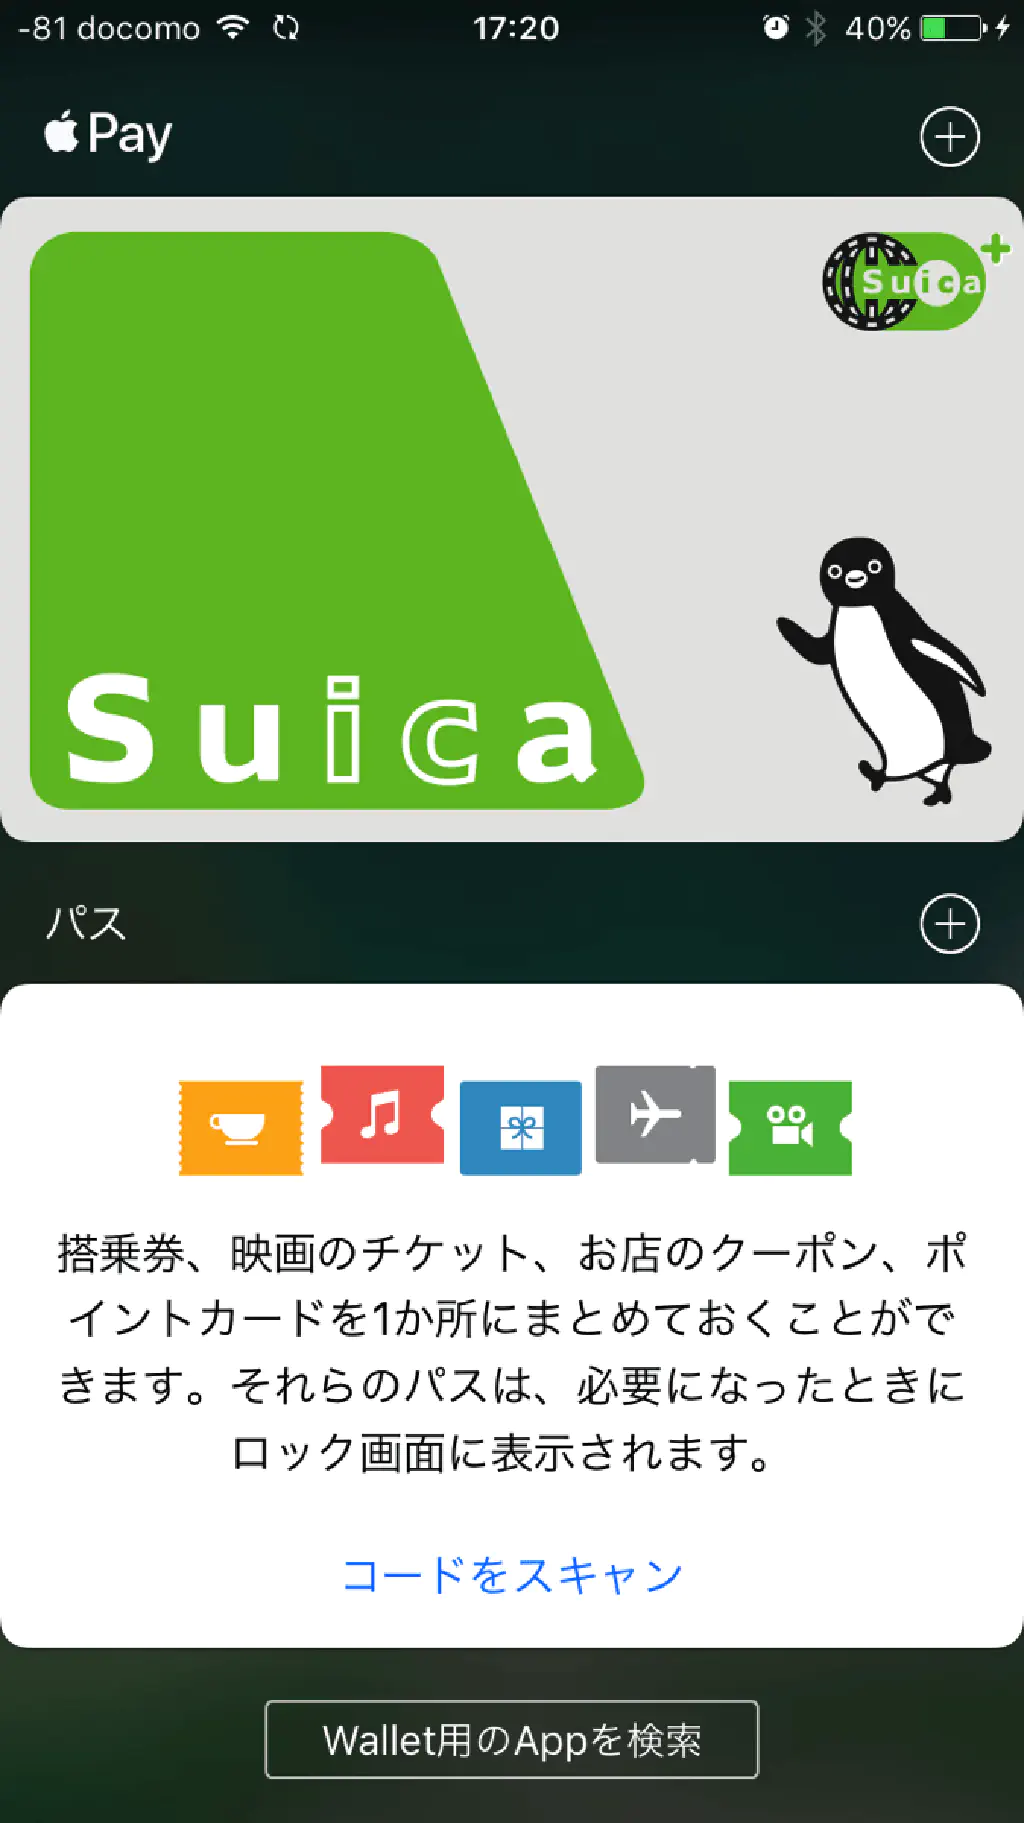 -81 docomo 17:20 40%
Pay
Suica
Suica
パス
搭乗券、映画のチケット、お店のクーポン、ポ
イントカードを1か所にまとめておくことがで
きます。それらのパスは、必要になったときに
ロック画面に表示されます。
コードをスキャン
Wallet用のAppを検索